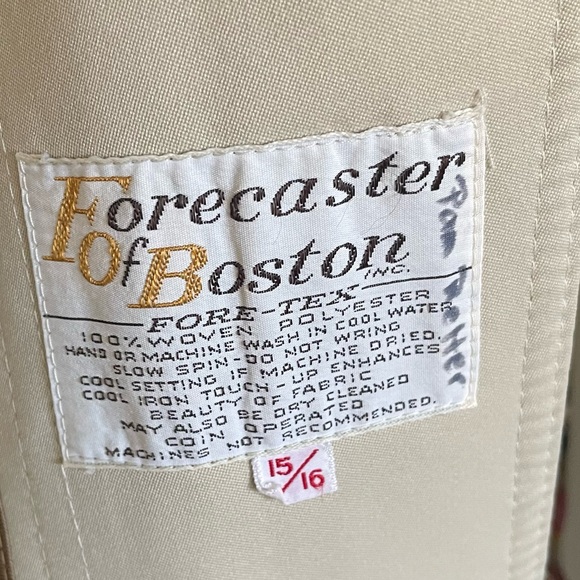 Forecaster
Of Boston
INC.
FORE-TEX
100% WOVEN POLYESTER
HAND OR MACHINE WASH IN COOL WATER
SLOW SPIN-DO NOT WRING
COOL SETTING IF MACHINE DRIED.
COOL IRON TOUCH-UP ENHANCES
BEAUTY OF FABRIC
MAY ALSO BE DRY CLEANED
COIN OPERATED
MACHINES NOT RECOMMENDED.
15/16
Pam